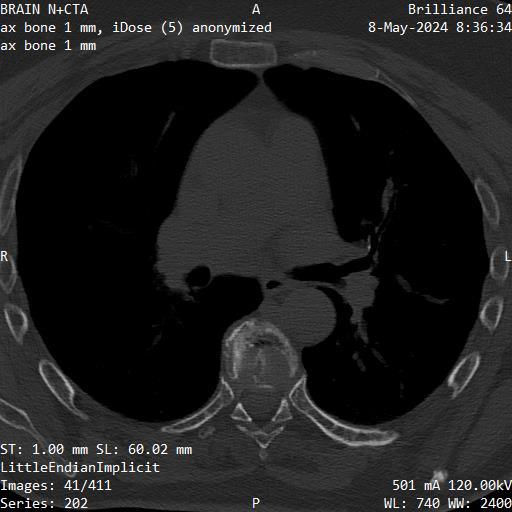 BRAIN N+CTA
ax bone 1 mm, iDose (5) anonymized
ax bone 1 mm
A
Brilliance 64
8-May-2024 8:36:34
R
L
ST: 1.00 mm SL: 60.02 mm
LittleEndianImplicit
Images: 41/411
Series: 202
P
501 mA 120.00kV
WL: 740 WW: 2400